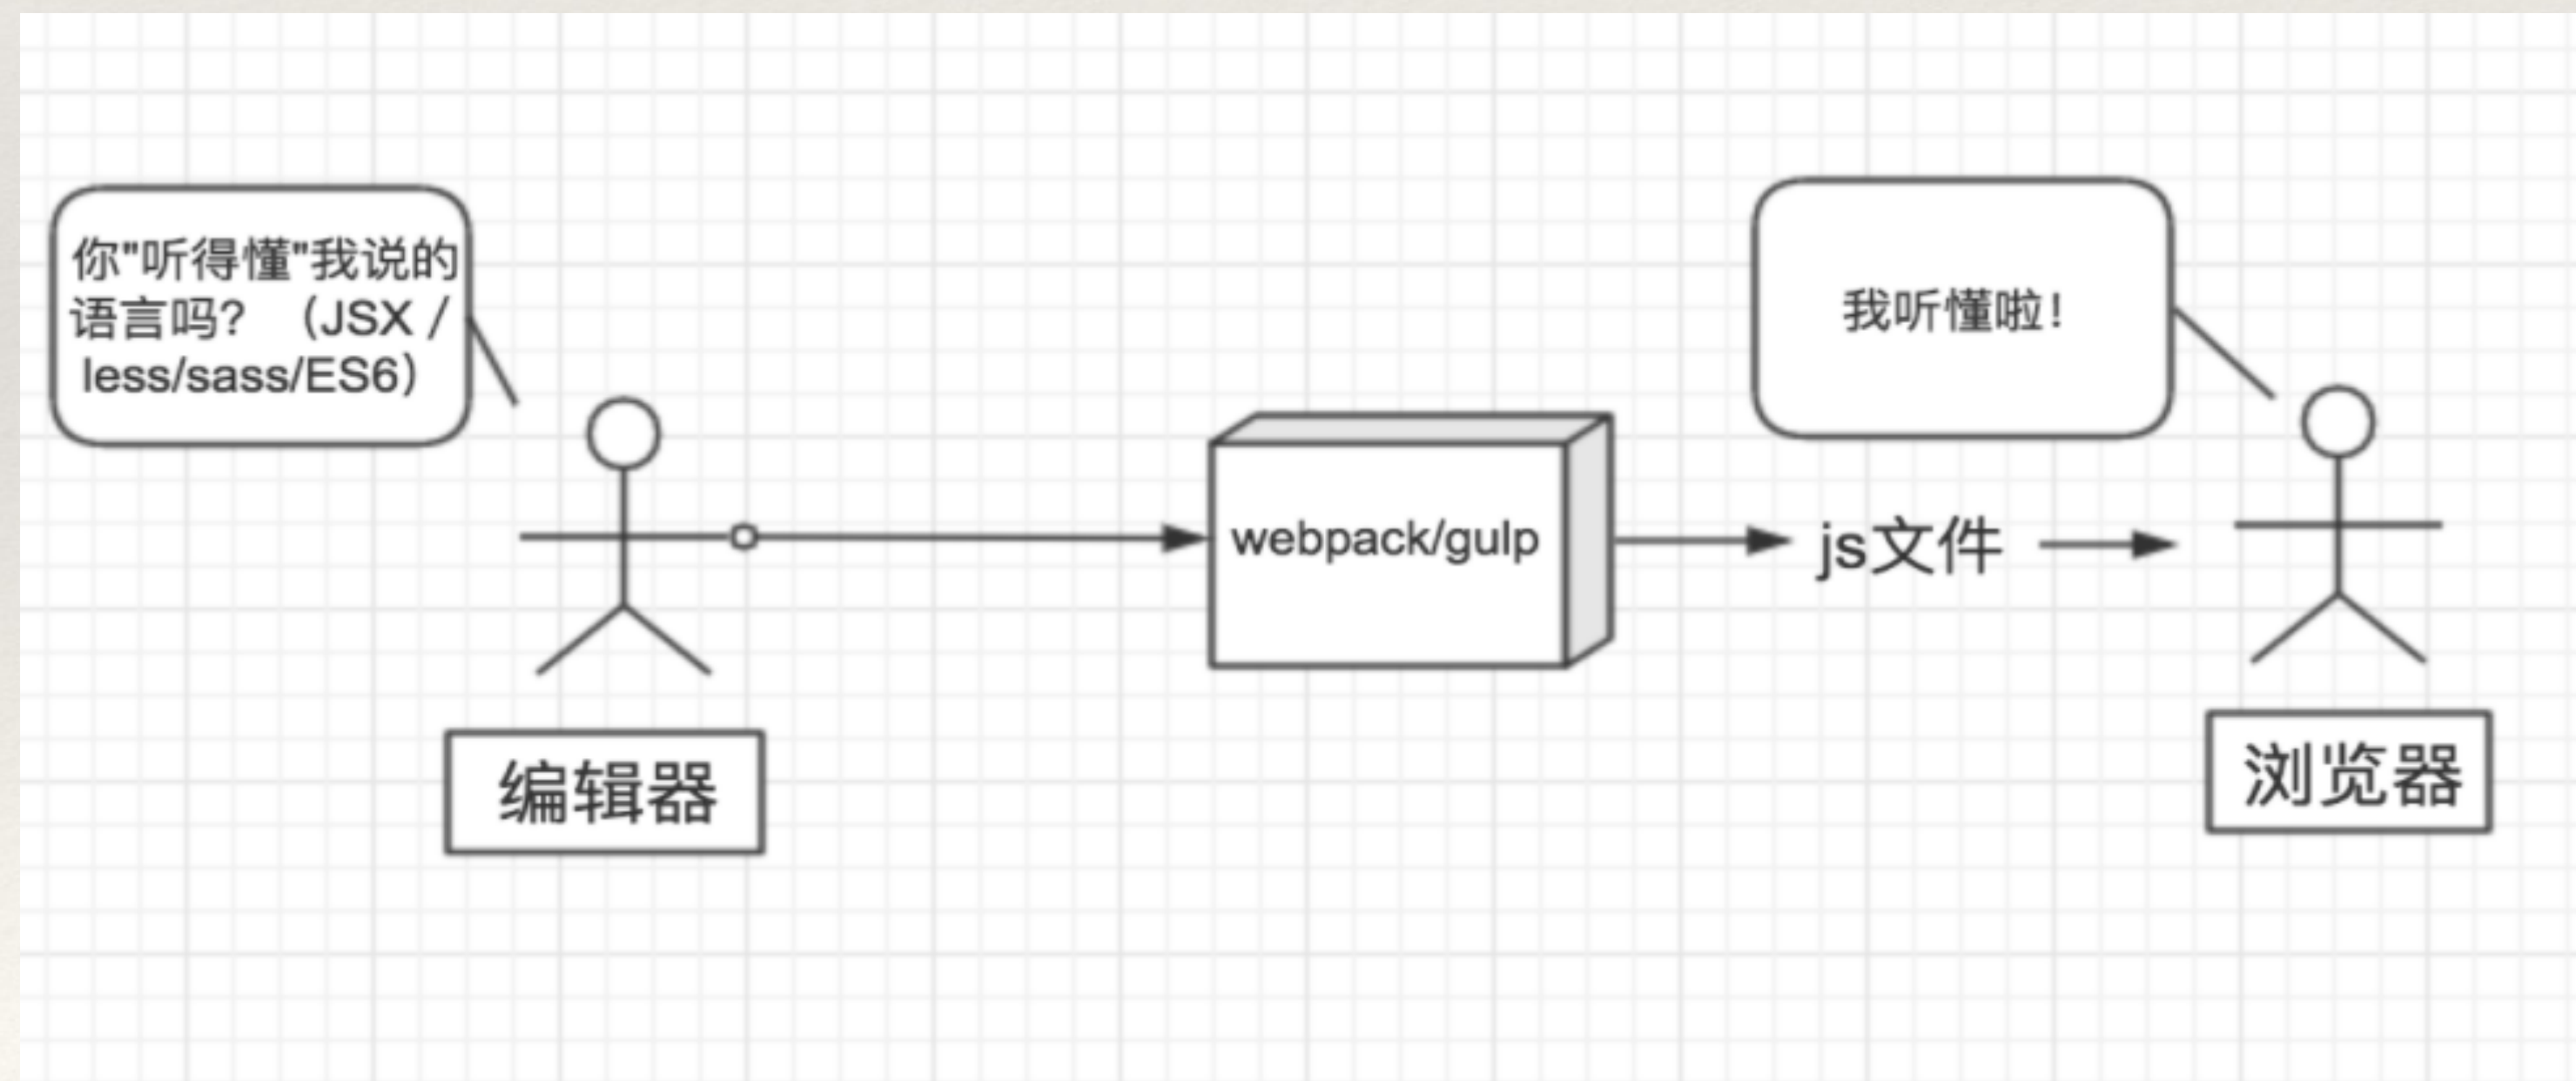 你"听得懂"我说的
语言吗？（JSX /
less/sass/ES6）
我听懂啦！
webpack/gulp
js文件
编辑器
浏览器